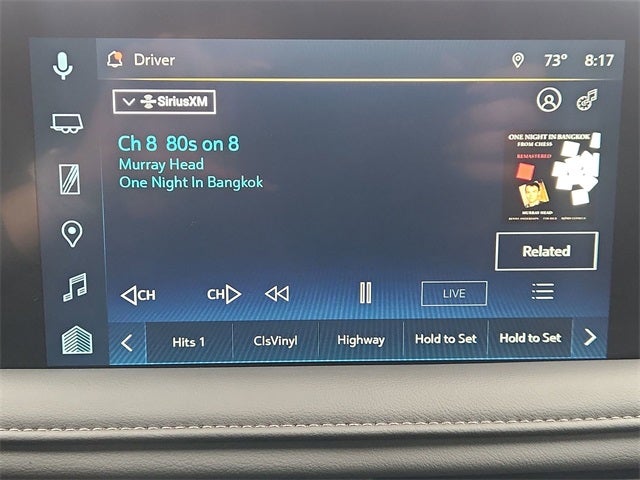 Driver
73° 8:17
SiriusXM
Ch 8 80s on 8
Murray Head
One Night In Bangkok
ONE NIGHT IN BANGKOK
FROM CHESS
REMASTERED
MURRAY HEAD
Related
CH
CH
LIVE
Hits 1
ClsVinyl
Highway
Hold to Set
Hold to Set